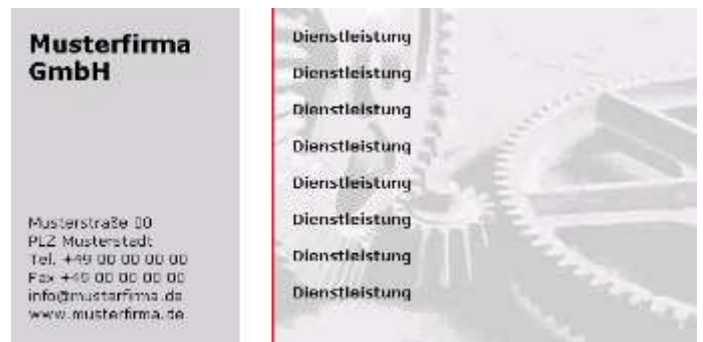 Musterfirma
GmbH
Musterstraße 00
PLZ Musterstadt
Tel. +49 00 00 00 00
Fax +49 00 00 00 00
info@musterfirma.de
www.musterfirma.de
Dienstleistung
Dienstleistung
Dienstleistung
Dienstleistung
Dienstleistung
Dienstleistung
Dienstleistung
Dienstleistung